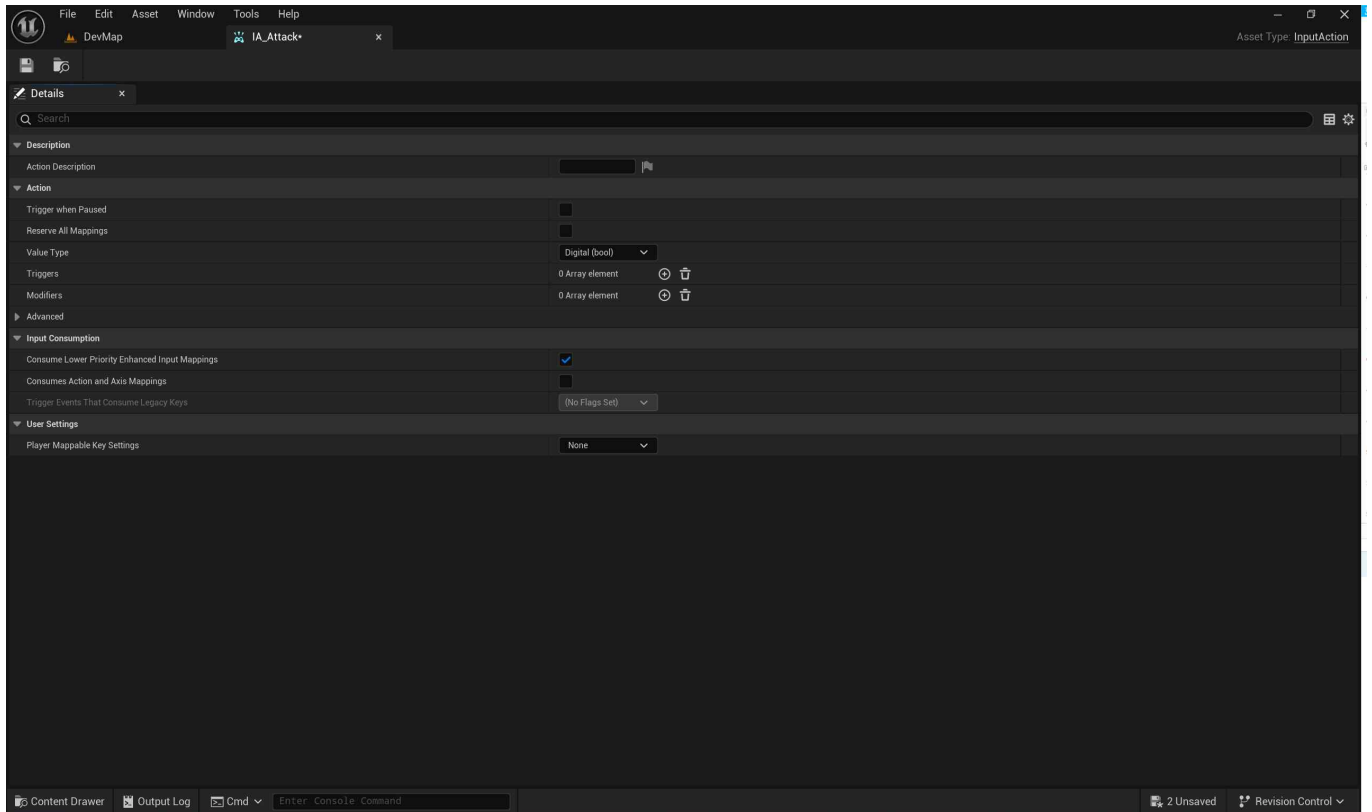 File Edit Asset Window Tools Help
DevMap IA_Attack• Asset Type: InputAction
Details
Search
Description
Action Description
Action
Trigger when Paused
Reserve All Mappings
Value Type Digital (bool)
Triggers 0 Array element
Modifiers 0 Array element
Advanced
Input Consumption
Consume Lower Priority Enhanced Input Mappings
Consumes Action and Axis Mappings
Trigger Events That Consume Legacy Keys (No Flags Set)
User Settings
Player Mappable Key Settings None
Content Drawer Output Log Cmd Enter Console Command 2 Unsaved Revision Control